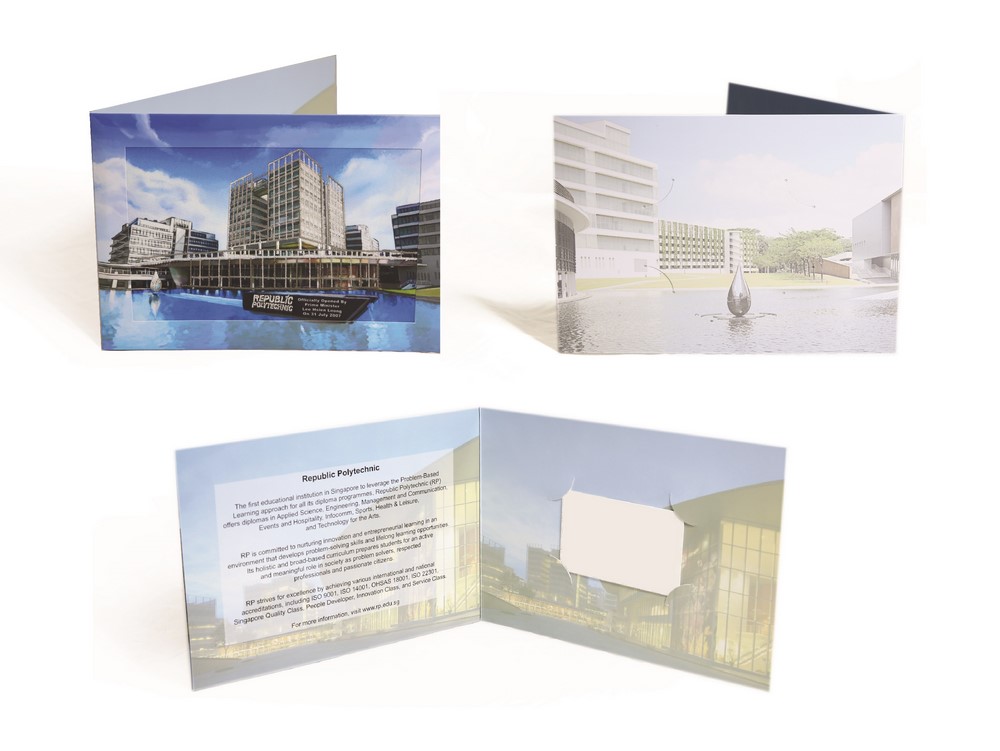 REPUBLIC
POLYTECHNIC
Officially Opened By
Prime Minister
Lee Hsien Loong
On 31 July 2007
Republic Polytechnic
The first educational institution in Singapore to leverage the Problem-Based
Learning approach for all its diploma programmes, Republic Polytechnic (RP)
offers diplomas in Applied Science, Engineering, Management and Communication,
Events and Hospitality, Infocomm, Sports, Health & Leisure,
and Technology for the Arts.
RP is committed to nurturing innovation and entrepreneurial learning in an
environment that develops problem-solving skills and lifelong learning opportunities.
Its holistic and broad-based curriculum prepares students for an active
and meaningful role in society as problem solvers, respected
professionals and passionate citizens.
RP strives for excellence by achieving various international and national
accreditations, including ISO 9001, ISO 14001, OHSAS 18001, ISO 22301,
Singapore Quality Class, People Developer, Innovation Class, and Service Class.
For more information, visit www.rp.edu.sg